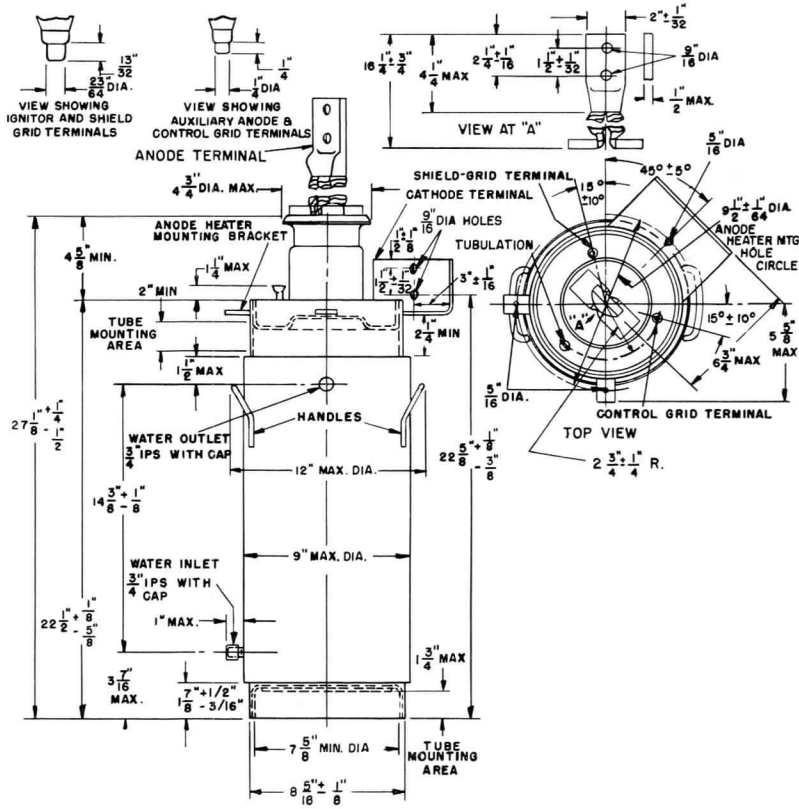 13"
32
23"
64 DIA.
VIEW SHOWING
IGNITOR AND SHIELD
GRID TERMINALS
1"
4
1"
4 DIA
VIEW SHOWING
AUXILIARY ANODE &
CONTROL GRID TERMINALS
ANODE TERMINAL
4 3/4" DIA. MAX.
16 1/4" ± 3/4"
4 1/4" MAX
2 1/4" ± 1/16"
1 1/2" ± 1/32"
2" ± 1/32"
9/16" DIA
1/2" MAX.
VIEW AT "A"
SHIELD-GRID TERMINAL
CATHODE TERMINAL
9/16" DIA HOLES
TUBULATION
15° ±10°
45° ±5°
5/16" DIA
9 1/2" ± 1/64" DIA.
ANODE
HEATER MTG
HOLE
CIRCLE
"A"
15° ± 10°
5 5/8" MAX
6 3/4" MAX
5/16" DIA.
CONTROL GRID TERMINAL
TOP VIEW
2 3/4" ± 1/4" R.
ANODE HEATER
MOUNTING BRACKET
4 5/8" MIN.
1 1/4" MAX
2" MIN
TUBE
MOUNTING
AREA
1 1/2" MAX
1/2" ± 1/8"
1 1/2" ± 1/32"
3" ± 1/16"
2 1/4" MIN
HANDLES
WATER OUTLET
3/4" IPS WITH CAP
12" MAX. DIA.
27 1/8" + 1/4" - 1/2"
14 3/8" + 1/8" - 1/8"
22 5/8" + 1/8" - 3/8"
9" MAX. DIA.
WATER INLET
3/4" IPS WITH
CAP
1" MAX.
22 1/2" + 1/8" - 5/8"
3 7/16" MAX.
1 7/8" +1/2" - 3/16"
1 3/4" MAX
7 5/8" MIN. DIA
TUBE
MOUNTING
AREA
8 5/16" ± 1/8"